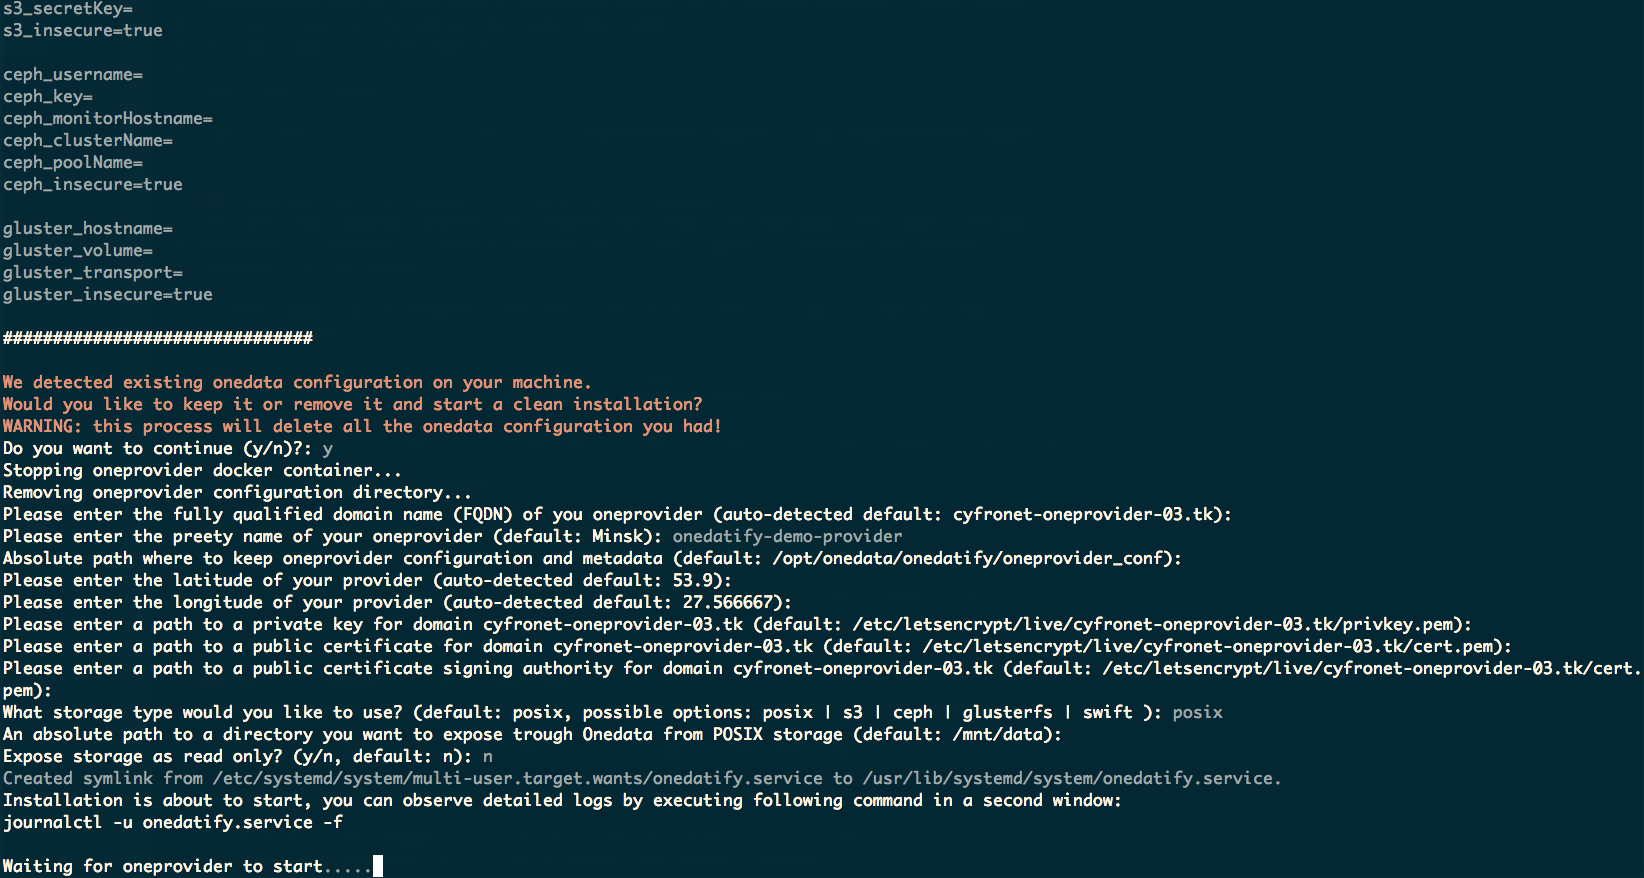 s3_secretKey=
s3_insecure=true
ceph_username=
ceph_key=
ceph_monitorHostname=
ceph_clusterName=
ceph_poolName=
ceph_insecure=true
gluster_hostname=
gluster_volume=
gluster_transport=
gluster_insecure=true
###############################
We detected existing onedata configuration on your machine.
Would you like to keep it or remove it and start a clean installation?
WARNING: this process will delete all the onedata configuration you had!
Do you want to continue (y/n)?: y
Stopping oneprovider docker container...
Removing oneprovider configuration directory...
Please enter the fully qualified domain name (FQDN) of you oneprovider (auto-detected default: cyfronet-oneprovider-03.tk):
Please enter the preety name of your oneprovider (default: Minsk): onedatify-demo-provider
Absolute path where to keep oneprovider configuration and metadata (default: /opt/onedata/onedatify/oneprovider_conf):
Please enter the latitude of your provider (auto-detected default: 53.9):
Please enter the longitude of your provider (auto-detected default: 27.566667):
Please enter a path to a private key for domain cyfronet-oneprovider-03.tk (default: /etc/letsencrypt/live/cyfronet-oneprovider-03.tk/privkey.pem):
Please enter a path to a public certificate for domain cyfronet-oneprovider-03.tk (default: /etc/letsencrypt/live/cyfronet-oneprovider-03.tk/cert.pem):
Please enter a path to a public certificate signing authority for domain cyfronet-oneprovider-03.tk (default: /etc/letsencrypt/live/cyfronet-oneprovider-03.tk/cert.
pem):
What storage type would you like to use? (default: posix, possible options: posix | s3 | ceph | glusterfs | swift ): posix
An absolute path to a directory you want to expose trough Onedata from POSIX storage (default: /mnt/data):
Expose storage as read only? (y/n, default: n): n
Created symlink from /etc/systemd/system/multi-user.target.wants/onedatify.service to /usr/lib/systemd/system/onedatify.service.
Installation is about to start, you can observe detailed logs by executing following command in a second window:
journalctl -u onedatify.service -f
Waiting for oneprovider to start.....